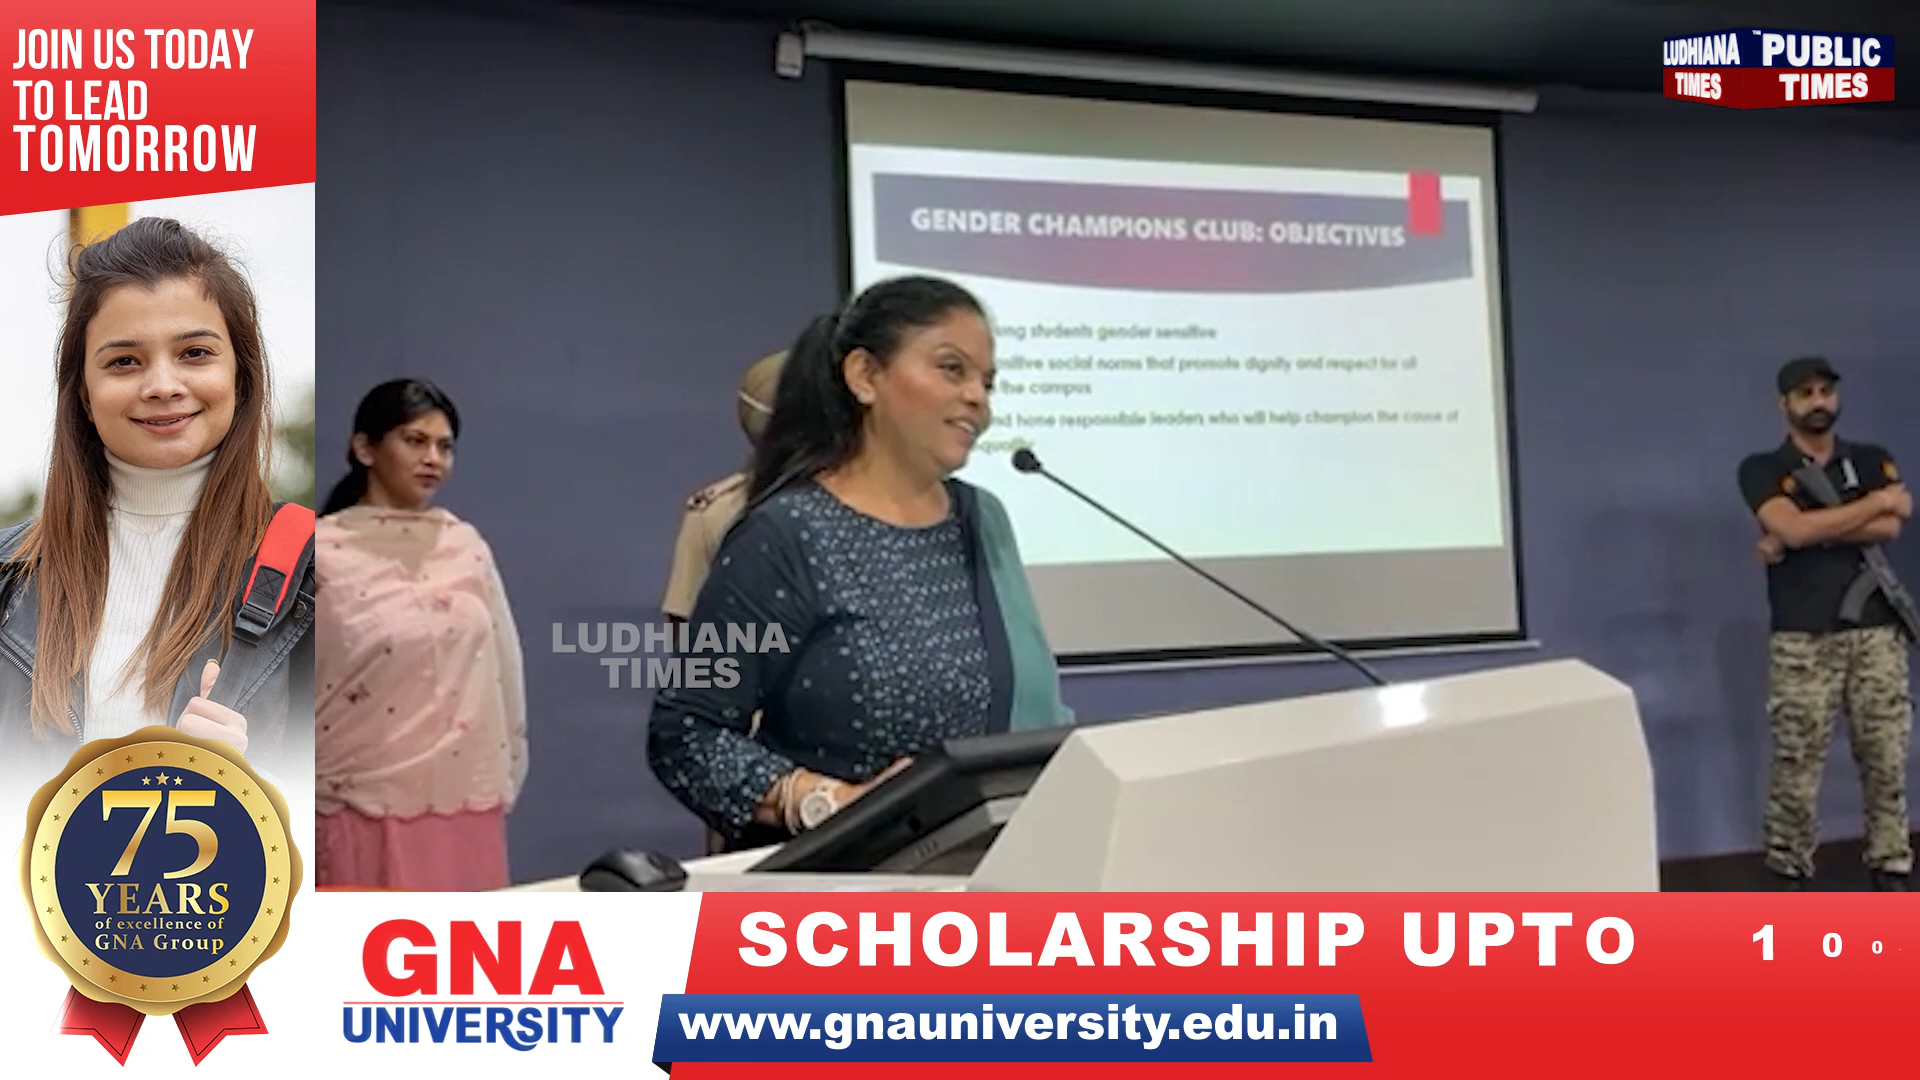 JOIN US TODAY
TO LEAD
TOMORROW
LUDHIANA
TIMES
THE PUBLIC
TIMES
GENDER CHAMPIONS CLUB: OBJECTIVES
students gender sensitive
social norms that promote dignity and respect for all
the campus
hone responsible leaders who will help champion the cause of
LUDHIANA
TIMES
75
YEARS
of excellence of
GNA Group
GNA
UNIVERSITY
SCHOLARSHIP UPTO 100
www.gnauniversity.edu.in